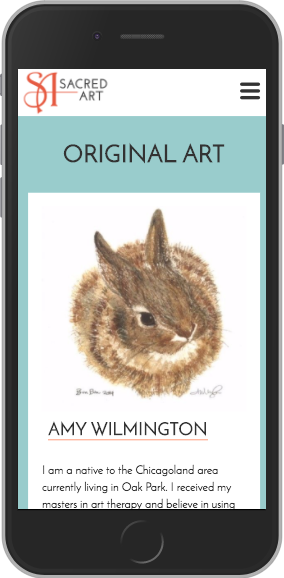 SA SACRED
ART
ORIGINAL ART
AMY WILMINGTON
I am a native to the Chicagoland area
currently living in Oak Park. I received my
masters in art therapy and believe in using